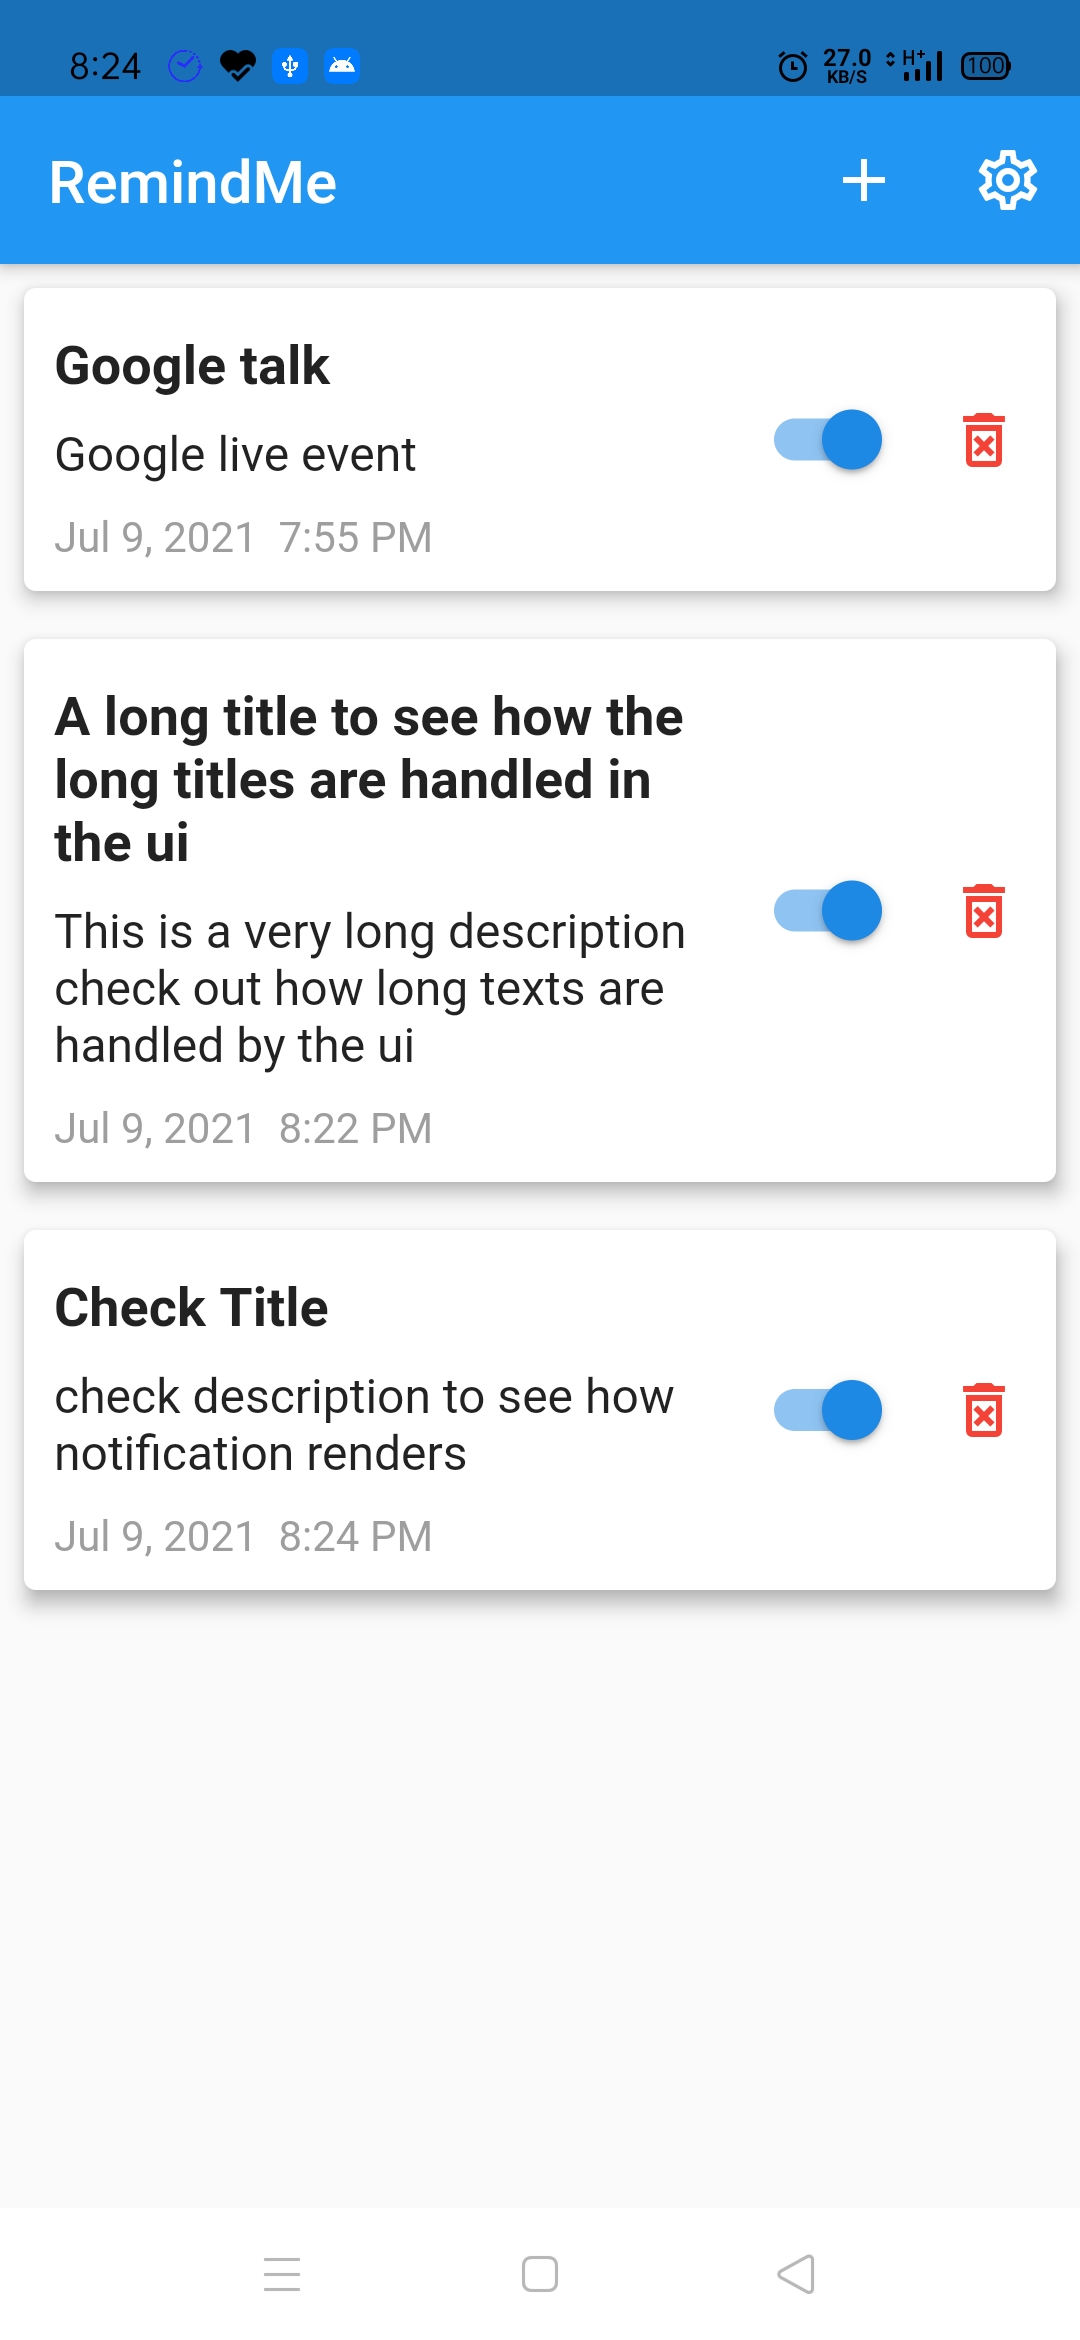 8:24 27.0 KB/S H+ 100
RemindMe
Google talk
Google live event
Jul 9, 2021 7:55 PM
A long title to see how the
long titles are handled in
the ui
This is a very long description
check out how long texts are
handled by the ui
Jul 9, 2021 8:22 PM
Check Title
check description to see how
notification renders
Jul 9, 2021 8:24 PM